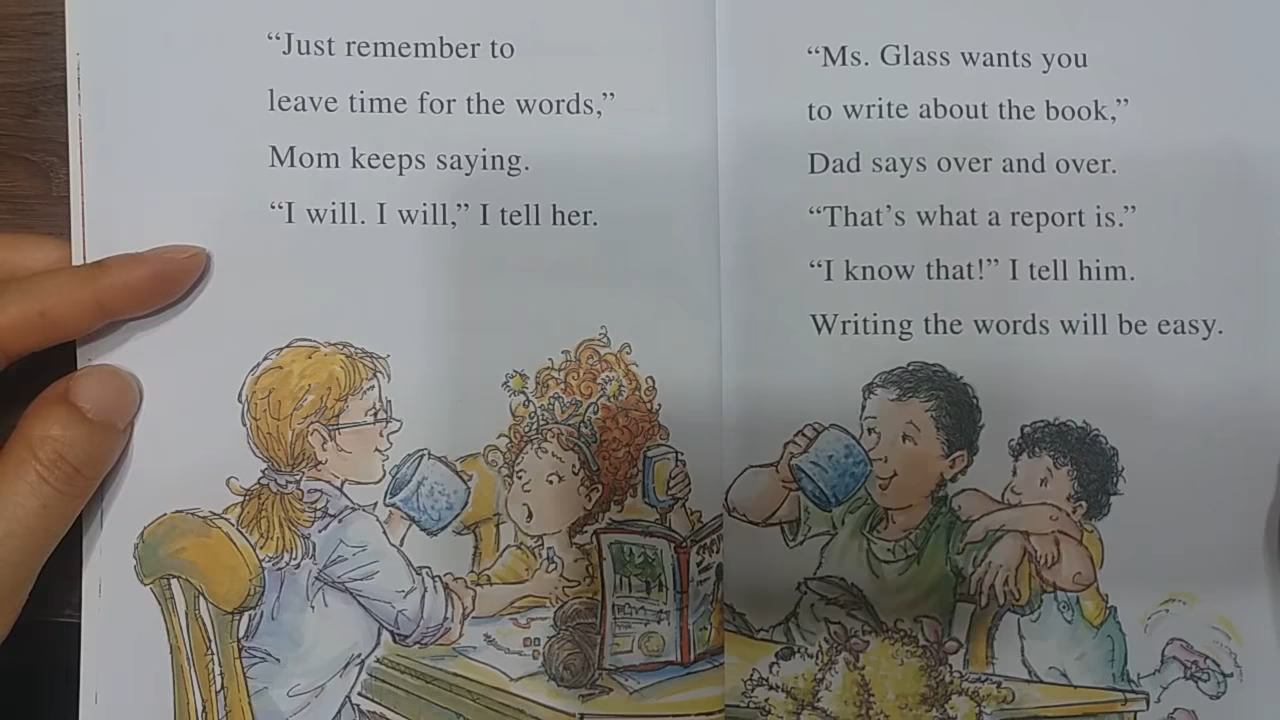 “Just remember to
leave time for the words,”
Mom keeps saying.
“I will. I will,” I tell her.
“Ms. Glass wants you
to write about the book,”
Dad says over and over.
“That’s what a report is.”
“I know that!” I tell him.
Writing the words will be easy.